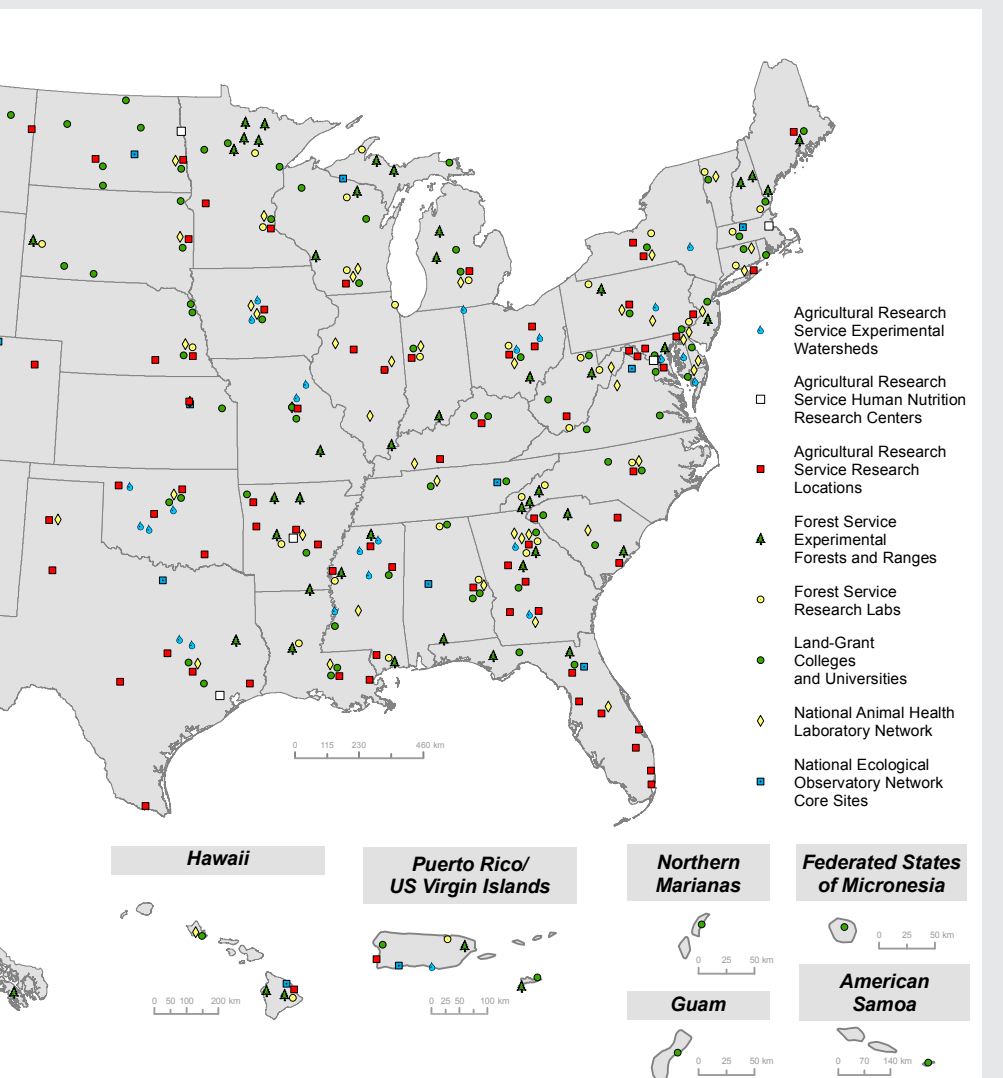 Agricultural Research
Service Experimental
Watersheds
Agricultural Research
Service Human Nutrition
Research Centers
Agricultural Research
Service Research
Locations
Forest Service
Experimental
Forests and Ranges
Forest Service
Research Labs
Land-Grant
Colleges
and Universities
National Animal Health
Laboratory Network
National Ecological
Observatory Network
Core Sites
0 115 230 460 km
Hawaii
0 50 100 200 km
Puerto Rico/
US Virgin Islands
0 25 50 100 km
Northern
Marianas
0 25 50 km
Federated States
of Micronesia
0 25 50 km
Guam
0 25 50 km
American
Samoa
0 70 140 km